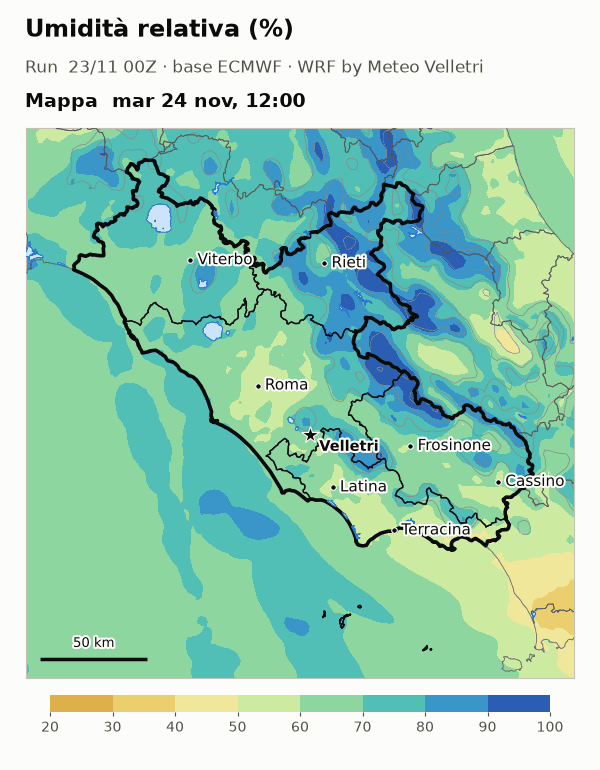 Umidità relativa (%)
Run 23/11 00Z · base ECMWF · WRF by Meteo Velletri
Mappa mar 24 nov, 12:00
Viterbo
Rieti
Roma
Velletri
Frosinone
Latina
Cassino
Terracina
50 km
20 30 40 50 60 70 80 90 100